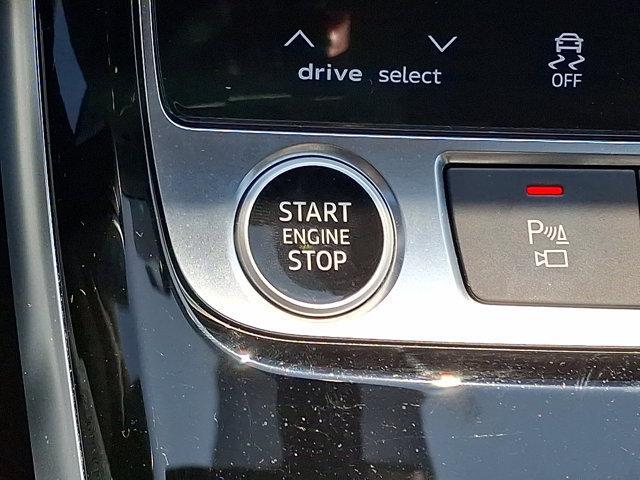 drive select
OFF
START
ENGINE
STOP
P